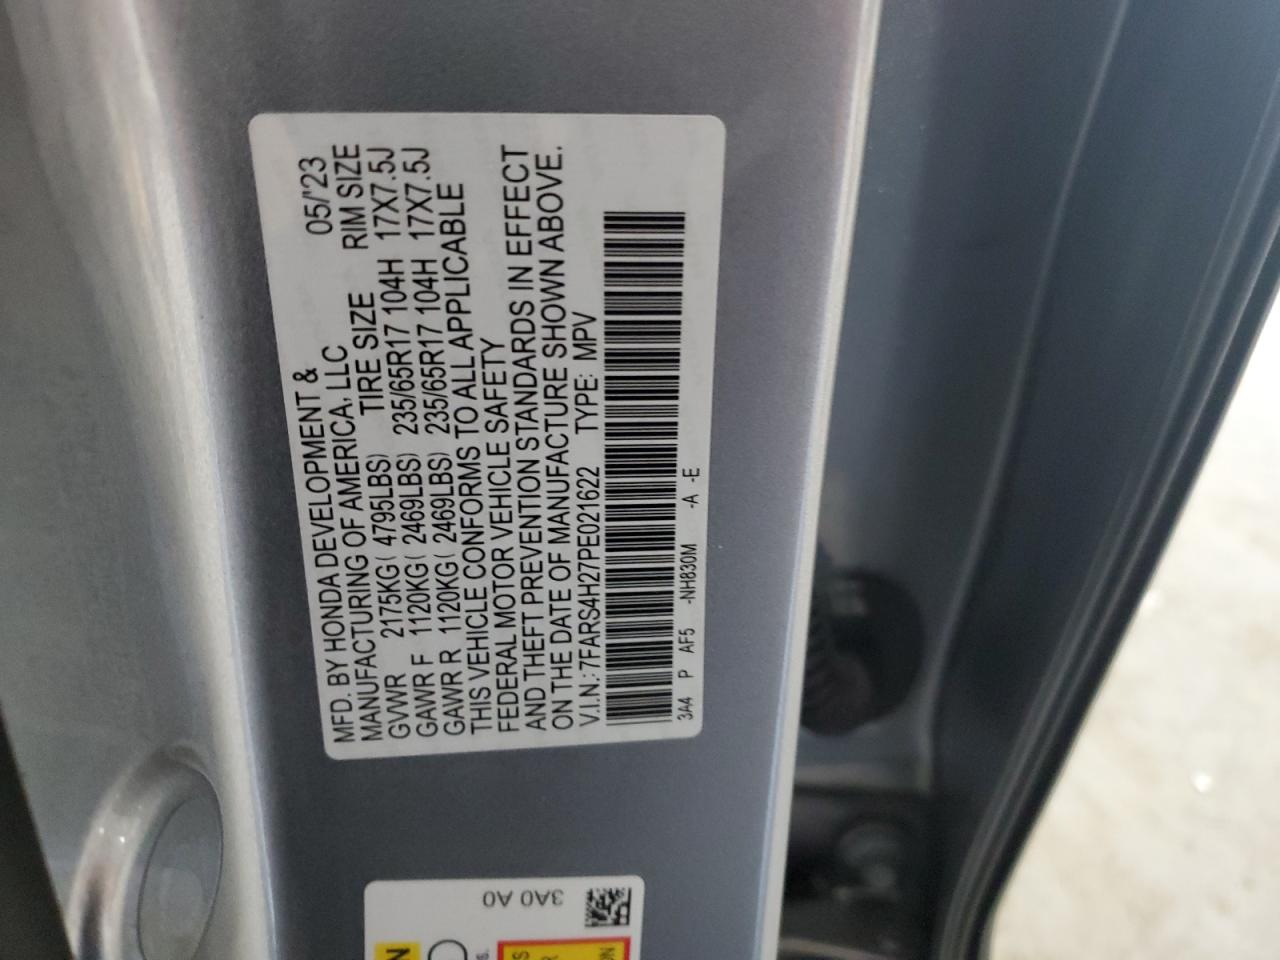 MFD. BY HONDA DEVELOPMENT & 05/'23
MANUFACTURING OF AMERICA, LLC RIM SIZE
GVWR 2175KG( 4795LBS) TIRE SIZE
GAWR F 1120KG( 2469LBS) 235/65R17 104H 17X7.5J
GAWR R 1120KG( 2469LBS) 235/65R17 104H 17X7.5J
THIS VEHICLE CONFORMS TO ALL APPLICABLE
FEDERAL MOTOR VEHICLE SAFETY
AND THEFT PREVENTION STANDARDS IN EFFECT
ON THE DATE OF MANUFACTURE SHOWN ABOVE.
V.I.N.:7FARS4H27PE021622 TYPE: MPV
3A4 P AF5 -NH830M -A -E
3A0 A0